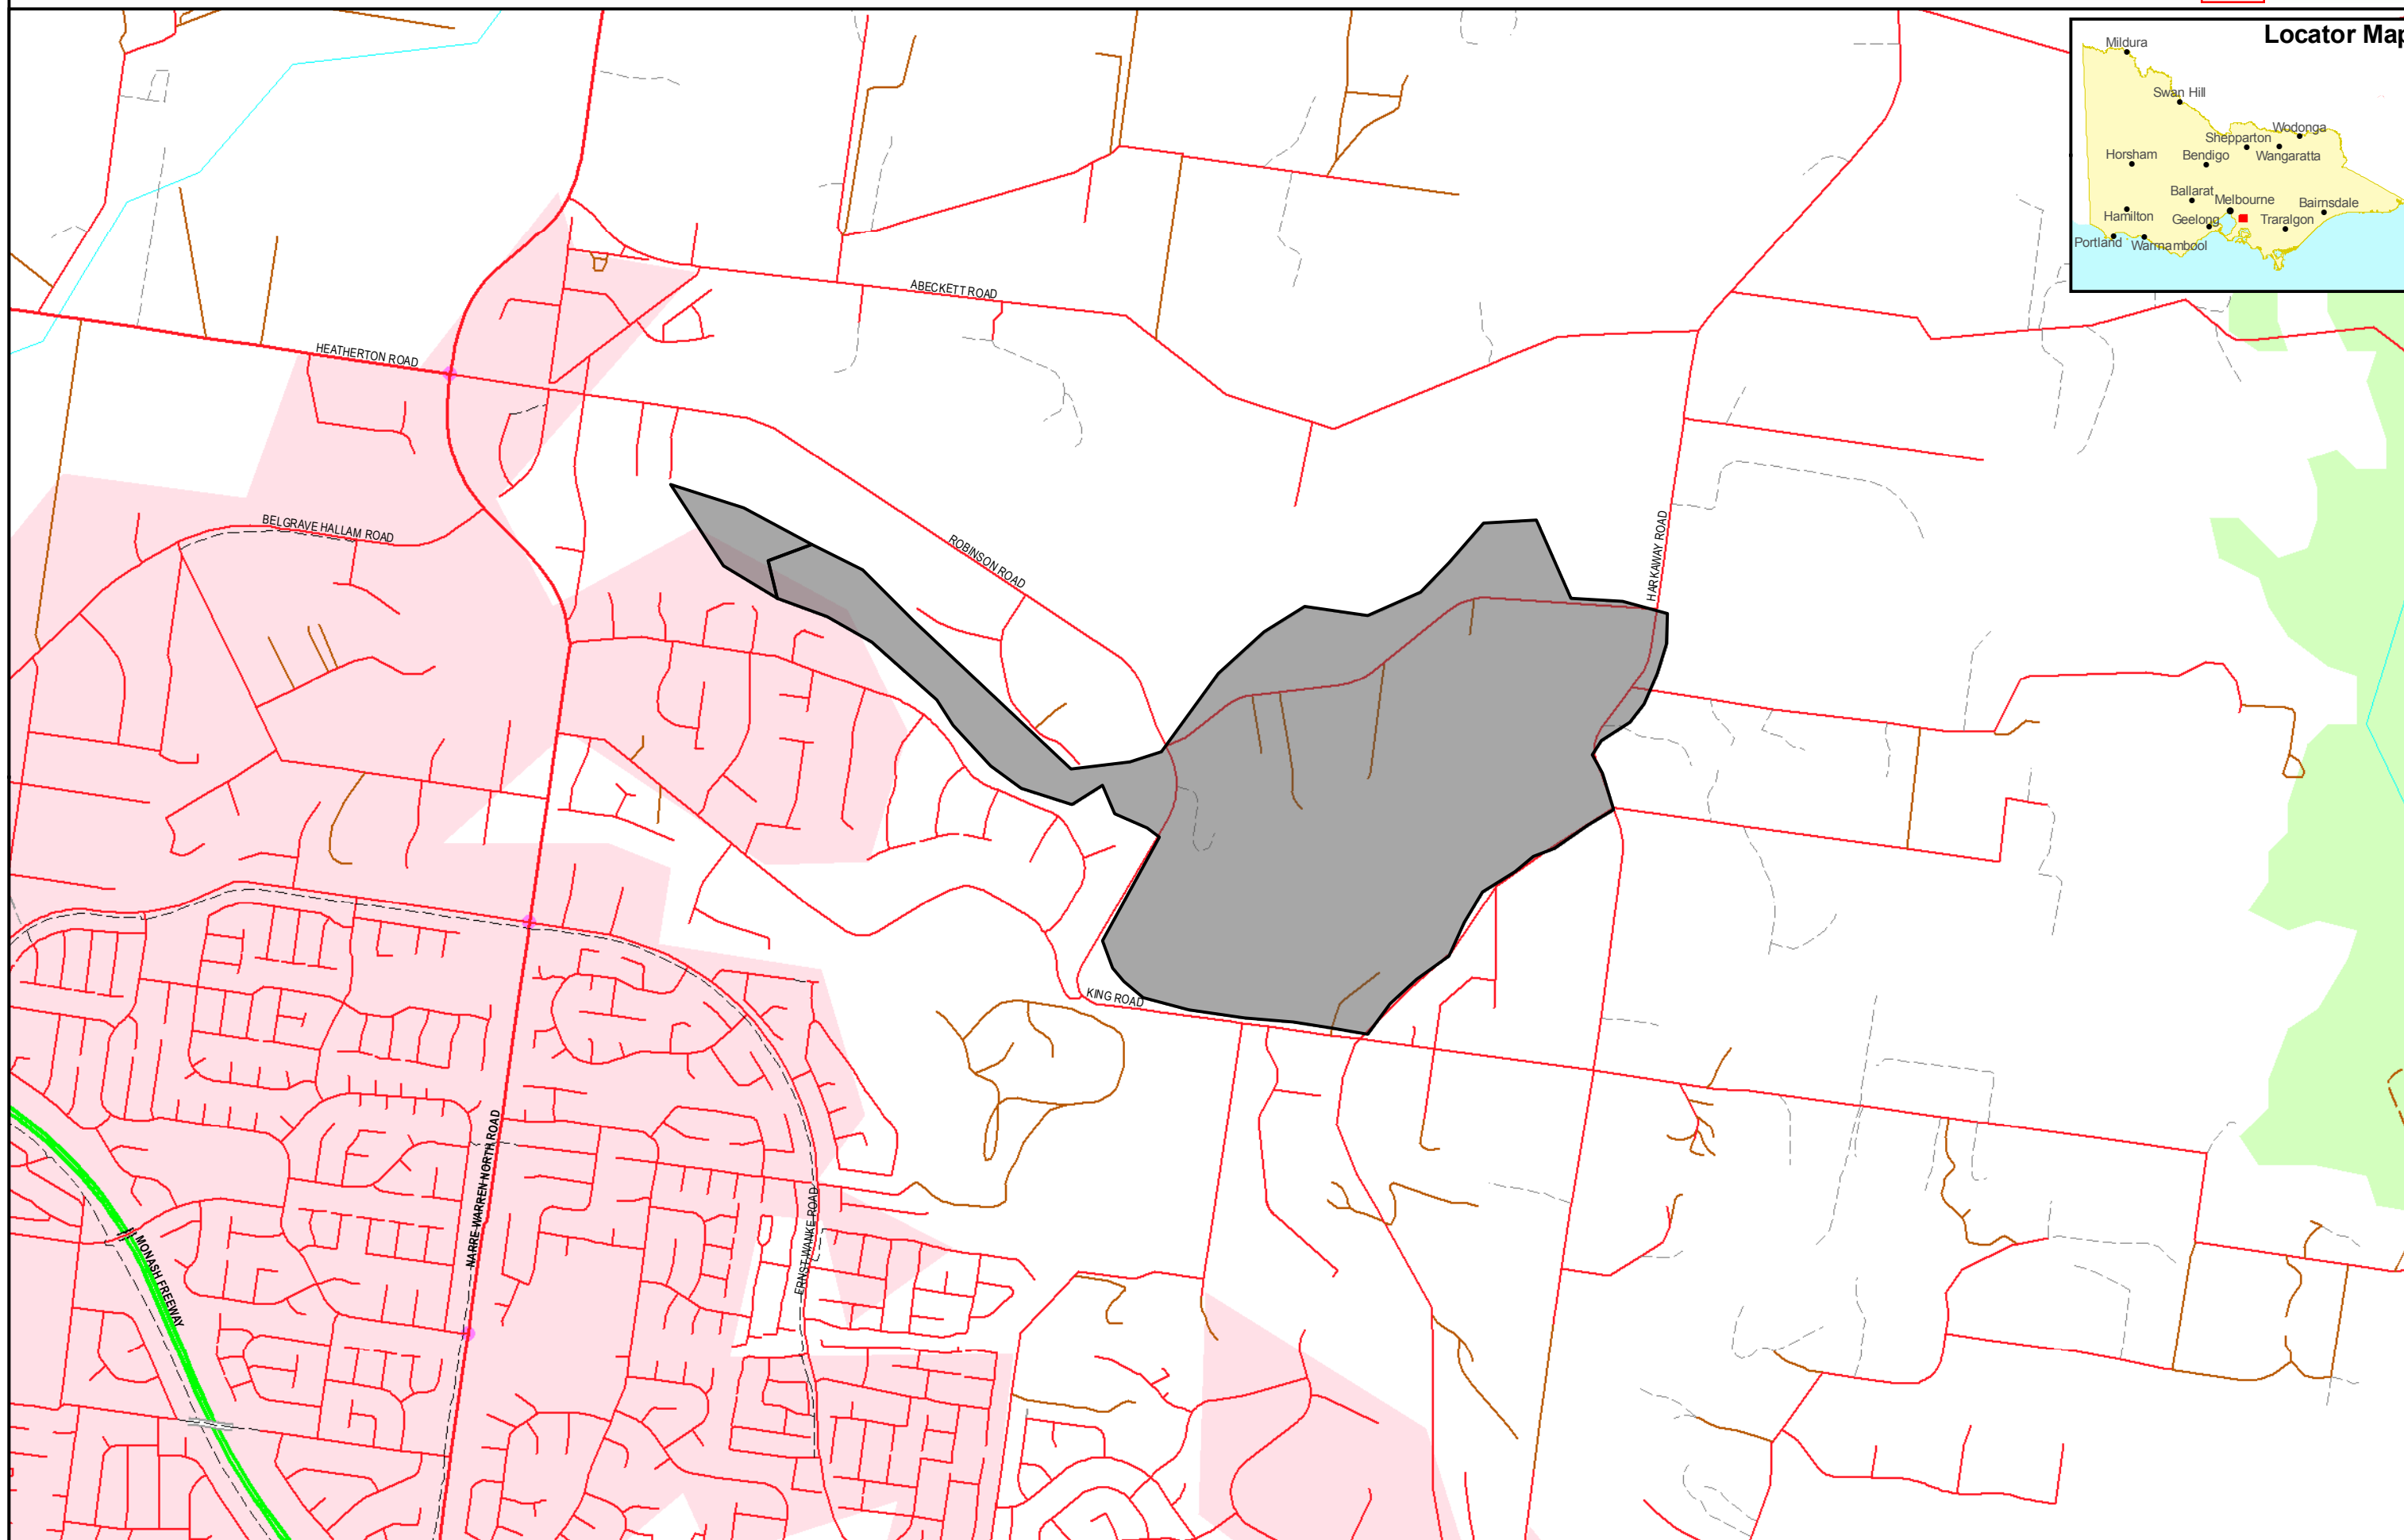 Locator Map
Mildura
Swan Hill
Wodonga
Shepparton
Horsham
Bendigo
Wangaratta
Ballarat
Melbourne
Bairnsdale
Hamilton
Geelong
Traralgon
Portland
Warrnambool
ABECKETT ROAD
HEATHERTON ROAD
BELGRAVE HALLAM ROAD
ROBINSON ROAD
HARKAWAY ROAD
KING ROAD
NARRE WARREN NORTH ROAD
ERNST WANKE ROAD
MONASH FREEWAY